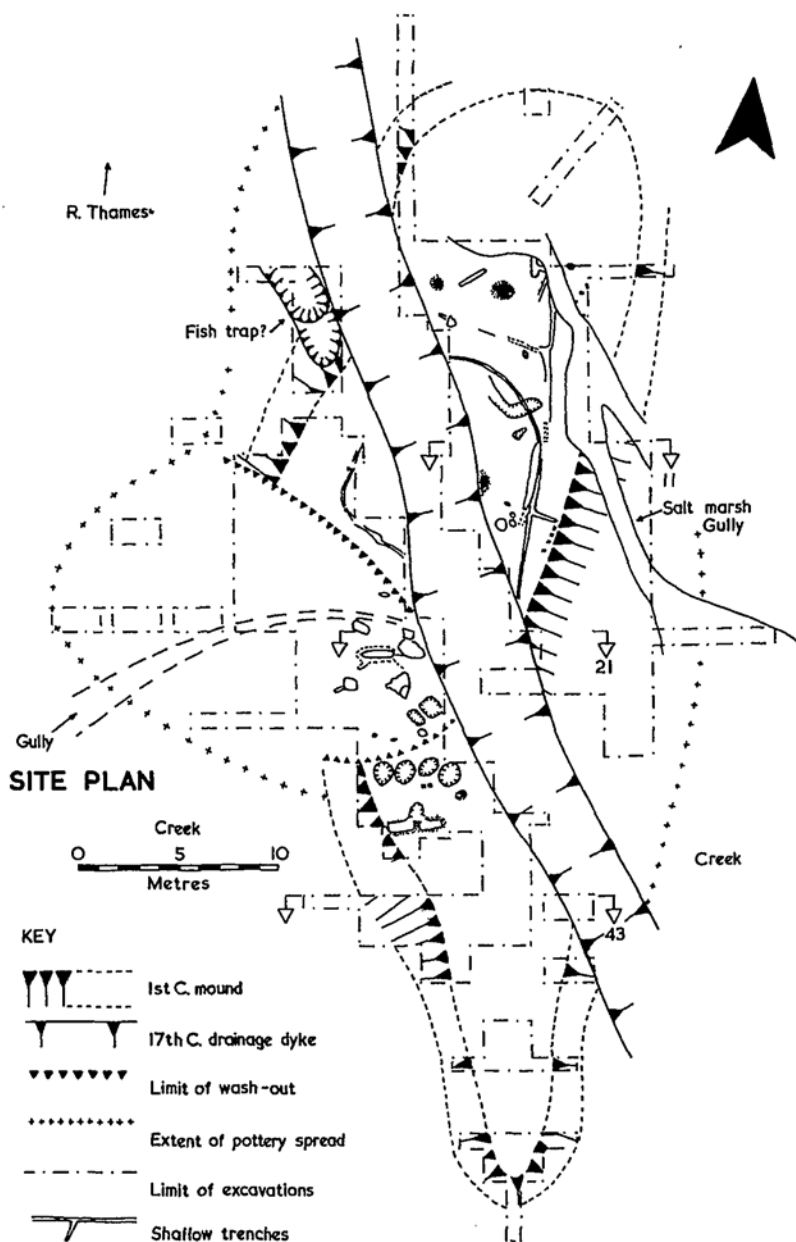 R. Thames
Fish trap?
11
Salt marsh
Gully
21
Gully
SITE PLAN
Creek
0 5 10
Metres
Creek
43
KEY
1st C. mound
17th C. drainage dyke
Limit of wash-out
Extent of pottery spread
Limit of excavations
Shallow trenches